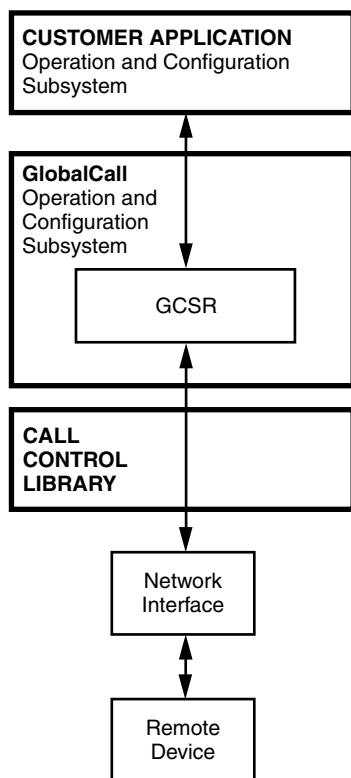 CUSTOMER APPLICATION
Operation and Configuration
Subsystem
GlobalCall
Operation and
Configuration
Subsystem
GCSR
CALL
CONTROL
LIBRARY
Network
Interface
Remote
Device